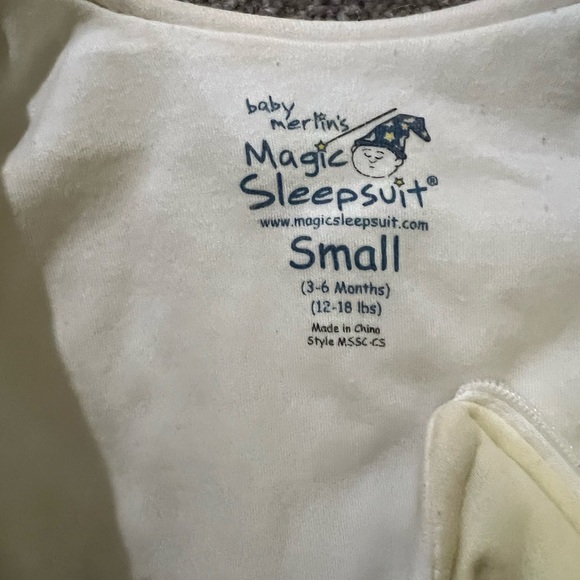 baby
merlin's
Magic
Sleepsuit®
www.magicsleepsuit.com
Small
(3-6 Months)
(12-18 lbs)
Made in China
Style MSSC-CS